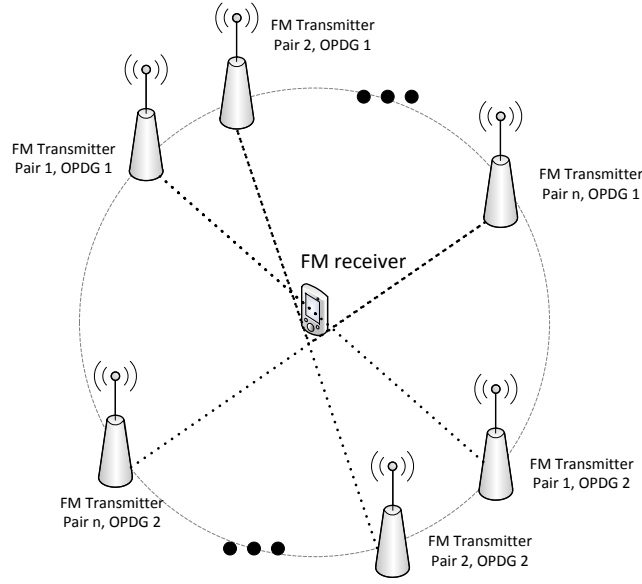 FM Transmitter
Pair 2, OPDG 1
FM Transmitter
Pair 1, OPDG 1
FM Transmitter
Pair n, OPDG 1
FM receiver
FM Transmitter
Pair 1, OPDG 2
FM Transmitter
Pair n, OPDG 2
FM Transmitter
Pair 2, OPDG 2